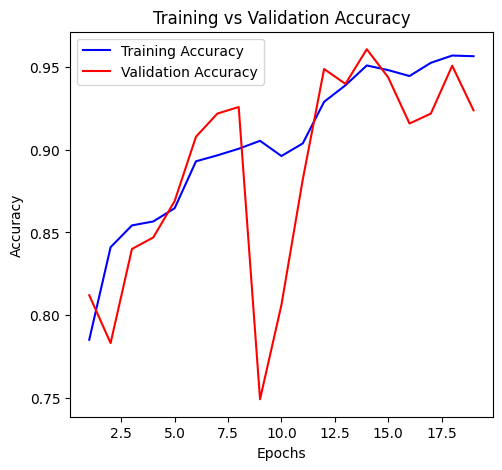 Training vs Validation Accuracy
Training Accuracy
Validation Accuracy
0.95
0.90
0.85
0.80
0.75
Accuracy
2.5 5.0 7.5 10.0 12.5 15.0 17.5
Epochs